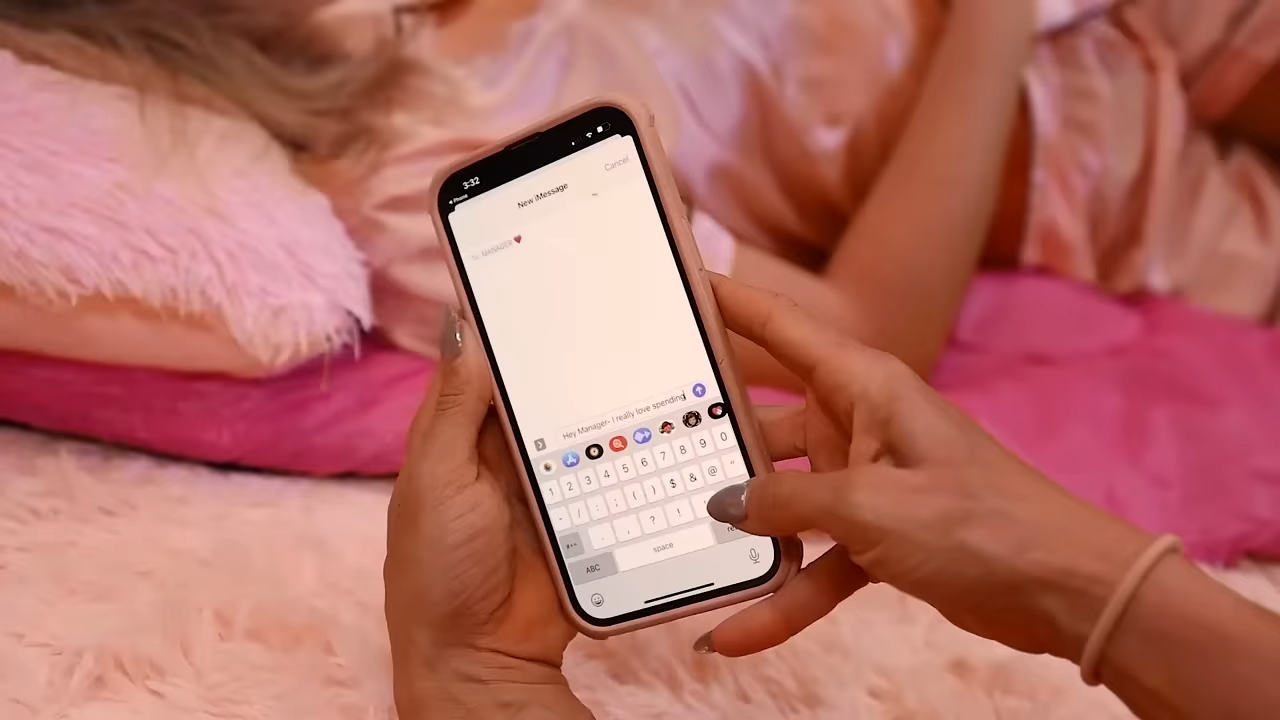 3:32
◀ Phone
Cancel
New iMessage
To: MANAGER ❤️
Hey Manager- I really love spending
1 2 3 4 5 6 7 8 9 0
- / : ; ( ) $ & @ "
#+= . , ? !
ABC space